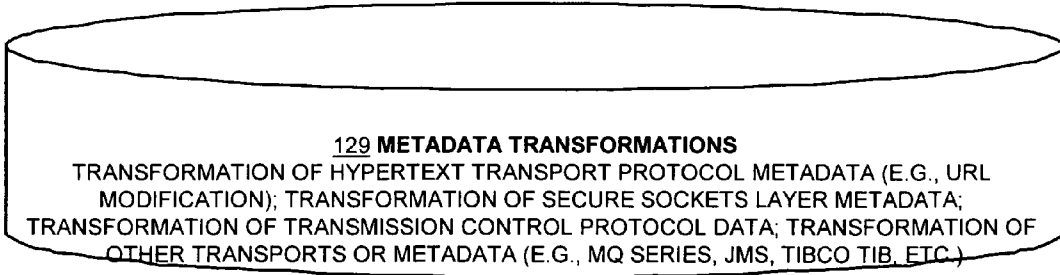 129 METADATA TRANSFORMATIONS
TRANSFORMATION OF HYPERTEXT TRANSPORT PROTOCOL METADATA (E.G., URL
MODIFICATION); TRANSFORMATION OF SECURE SOCKETS LAYER METADATA;
TRANSFORMATION OF TRANSMISSION CONTROL PROTOCOL DATA; TRANSFORMATION OF
OTHER TRANSPORTS OR METADATA (E.G., MQ SERIES, JMS, TIBCO TIB, ETC.)